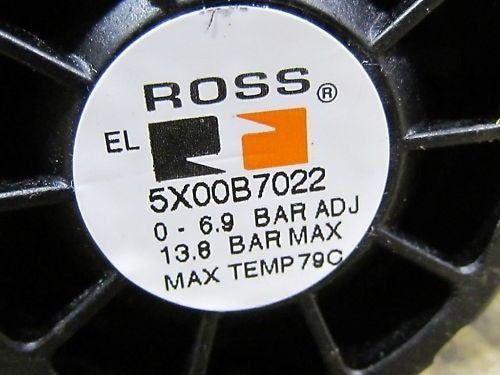 ROSS®
EL
5X00B7022
0 - 6.9 BAR ADJ
13.8 BAR MAX
MAX TEMP 79C